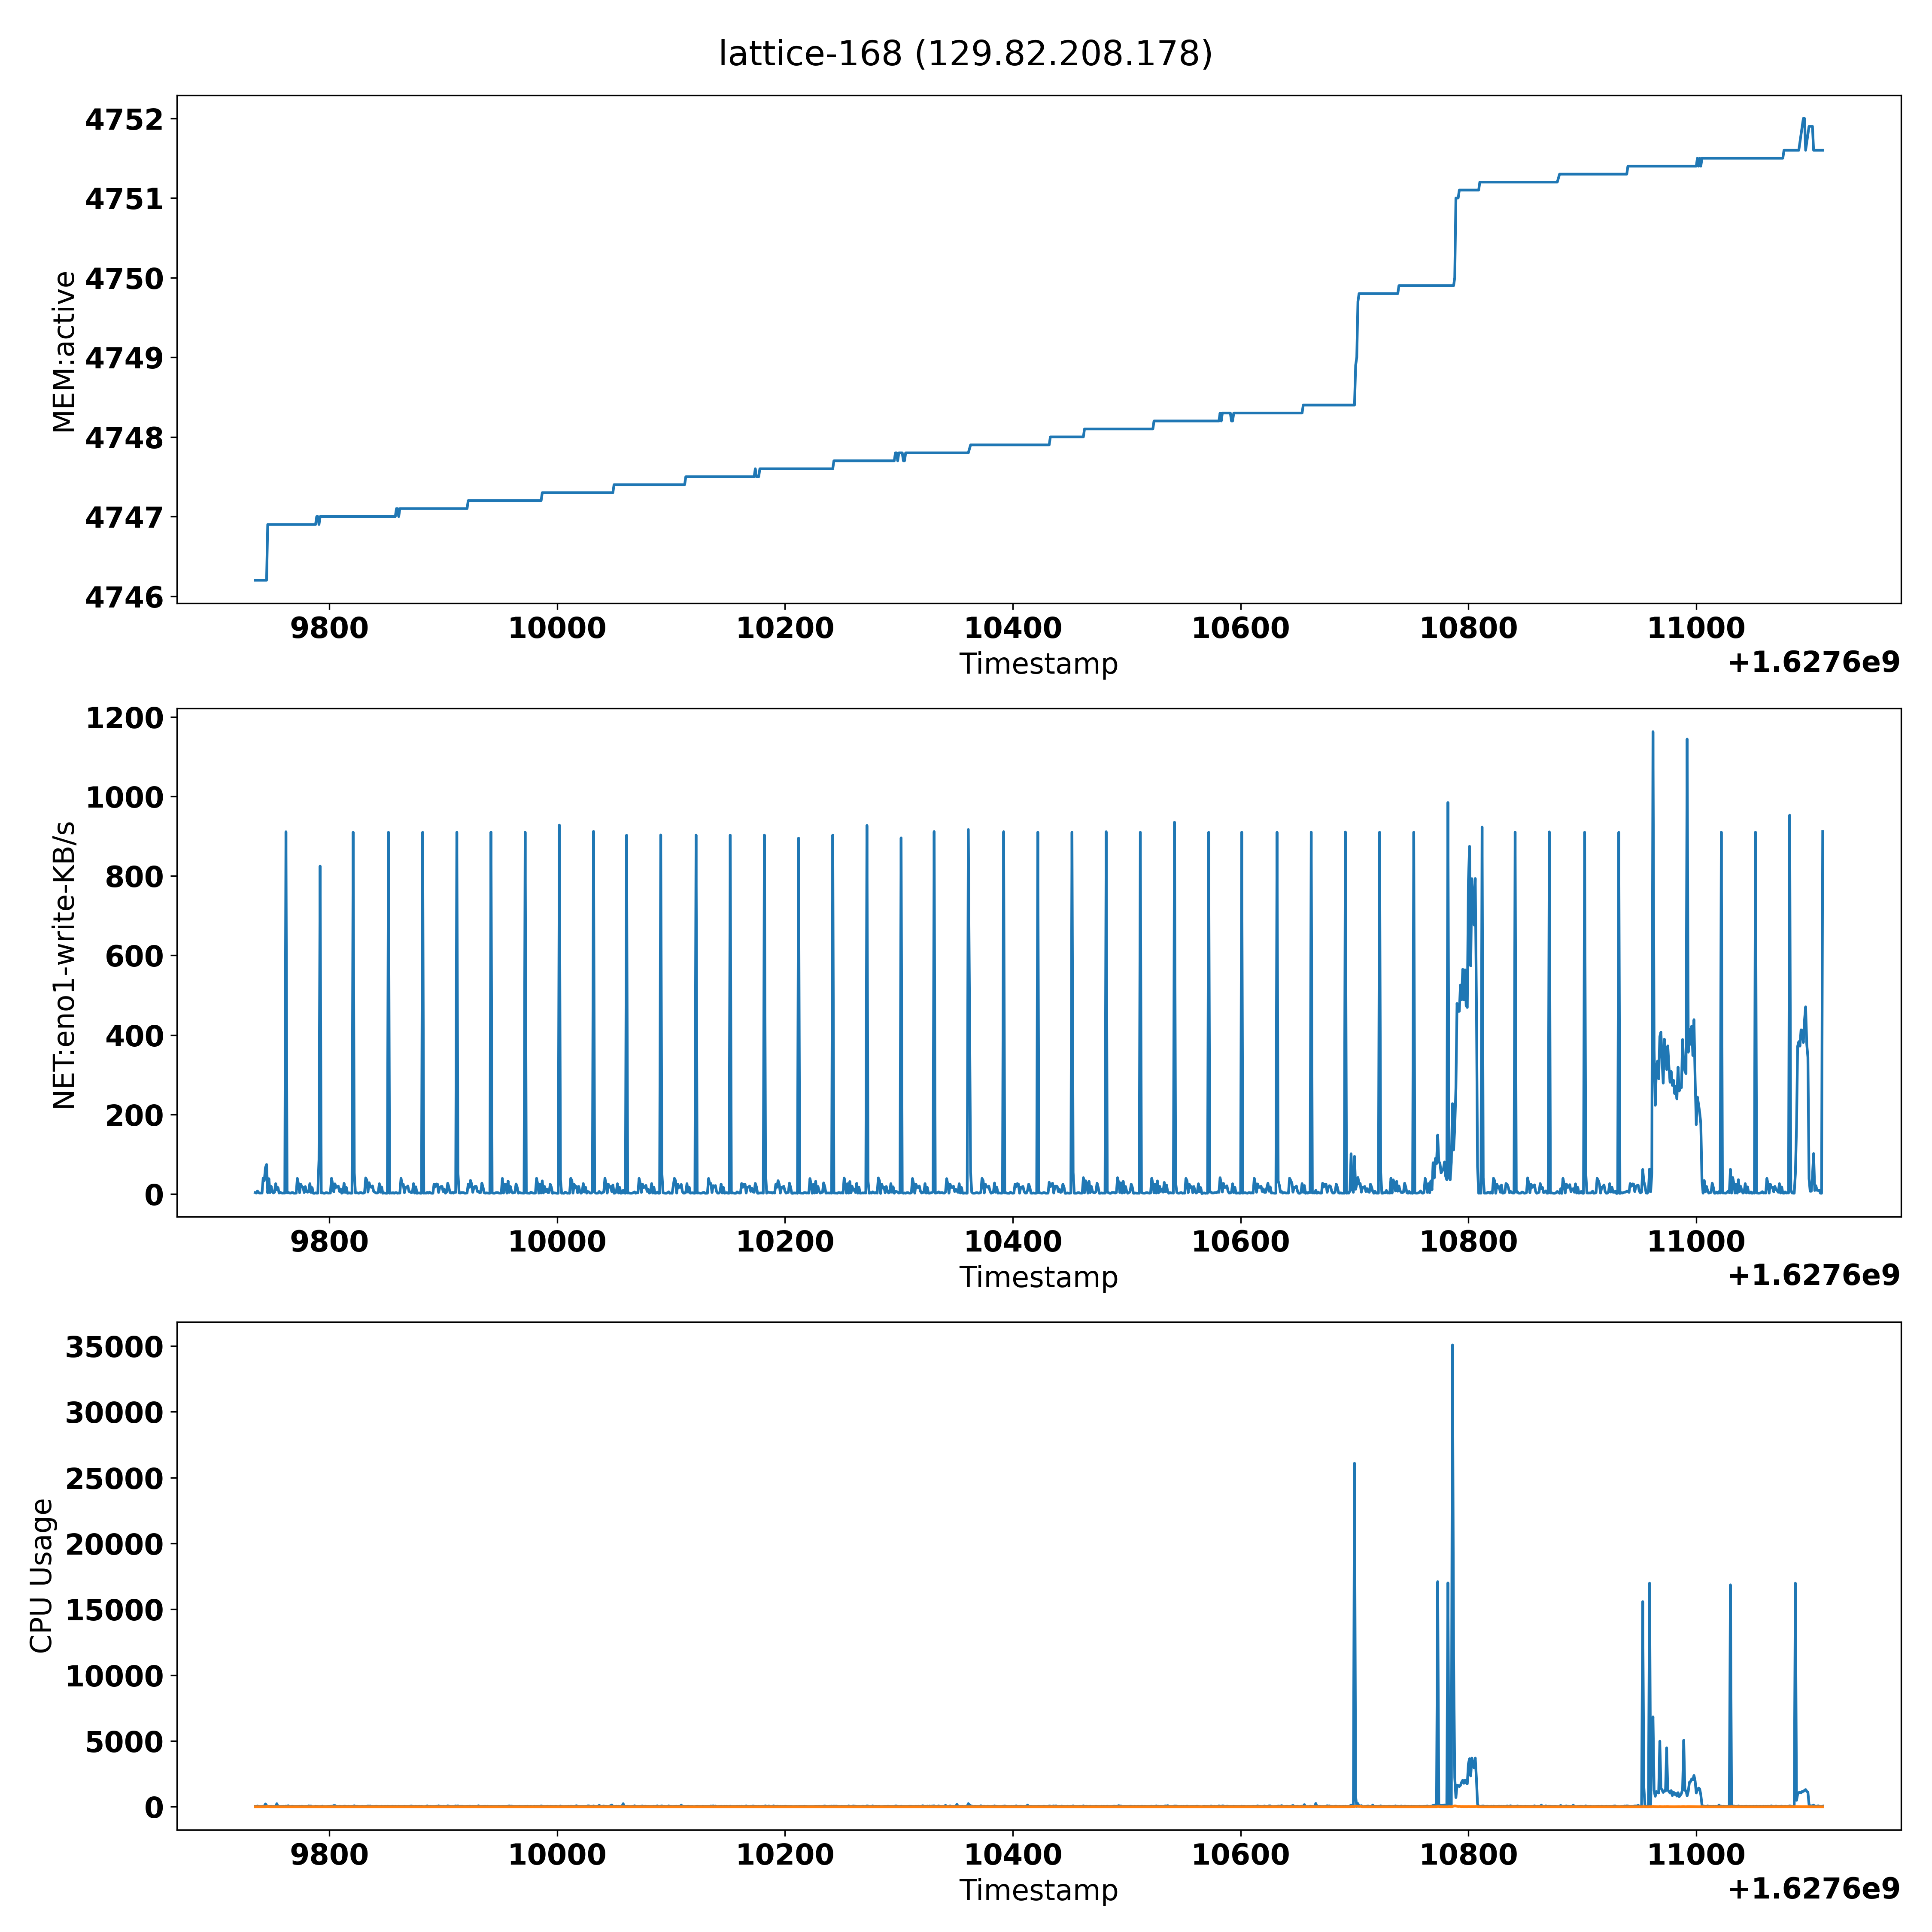 lattice-168 (129.82.208.178)
4752
4751
4750
4749
4748
4747
4746
MEM:active
9800 10000 10200 10400 10600 10800 11000
Timestamp
+1.6276e9
1200
1000
800
600
400
200
0
NET:eno1-write-KB/s
9800 10000 10200 10400 10600 10800 11000
Timestamp
+1.6276e9
35000
30000
25000
20000
15000
10000
5000
0
CPU Usage
9800 10000 10200 10400 10600 10800 11000
Timestamp
+1.6276e9